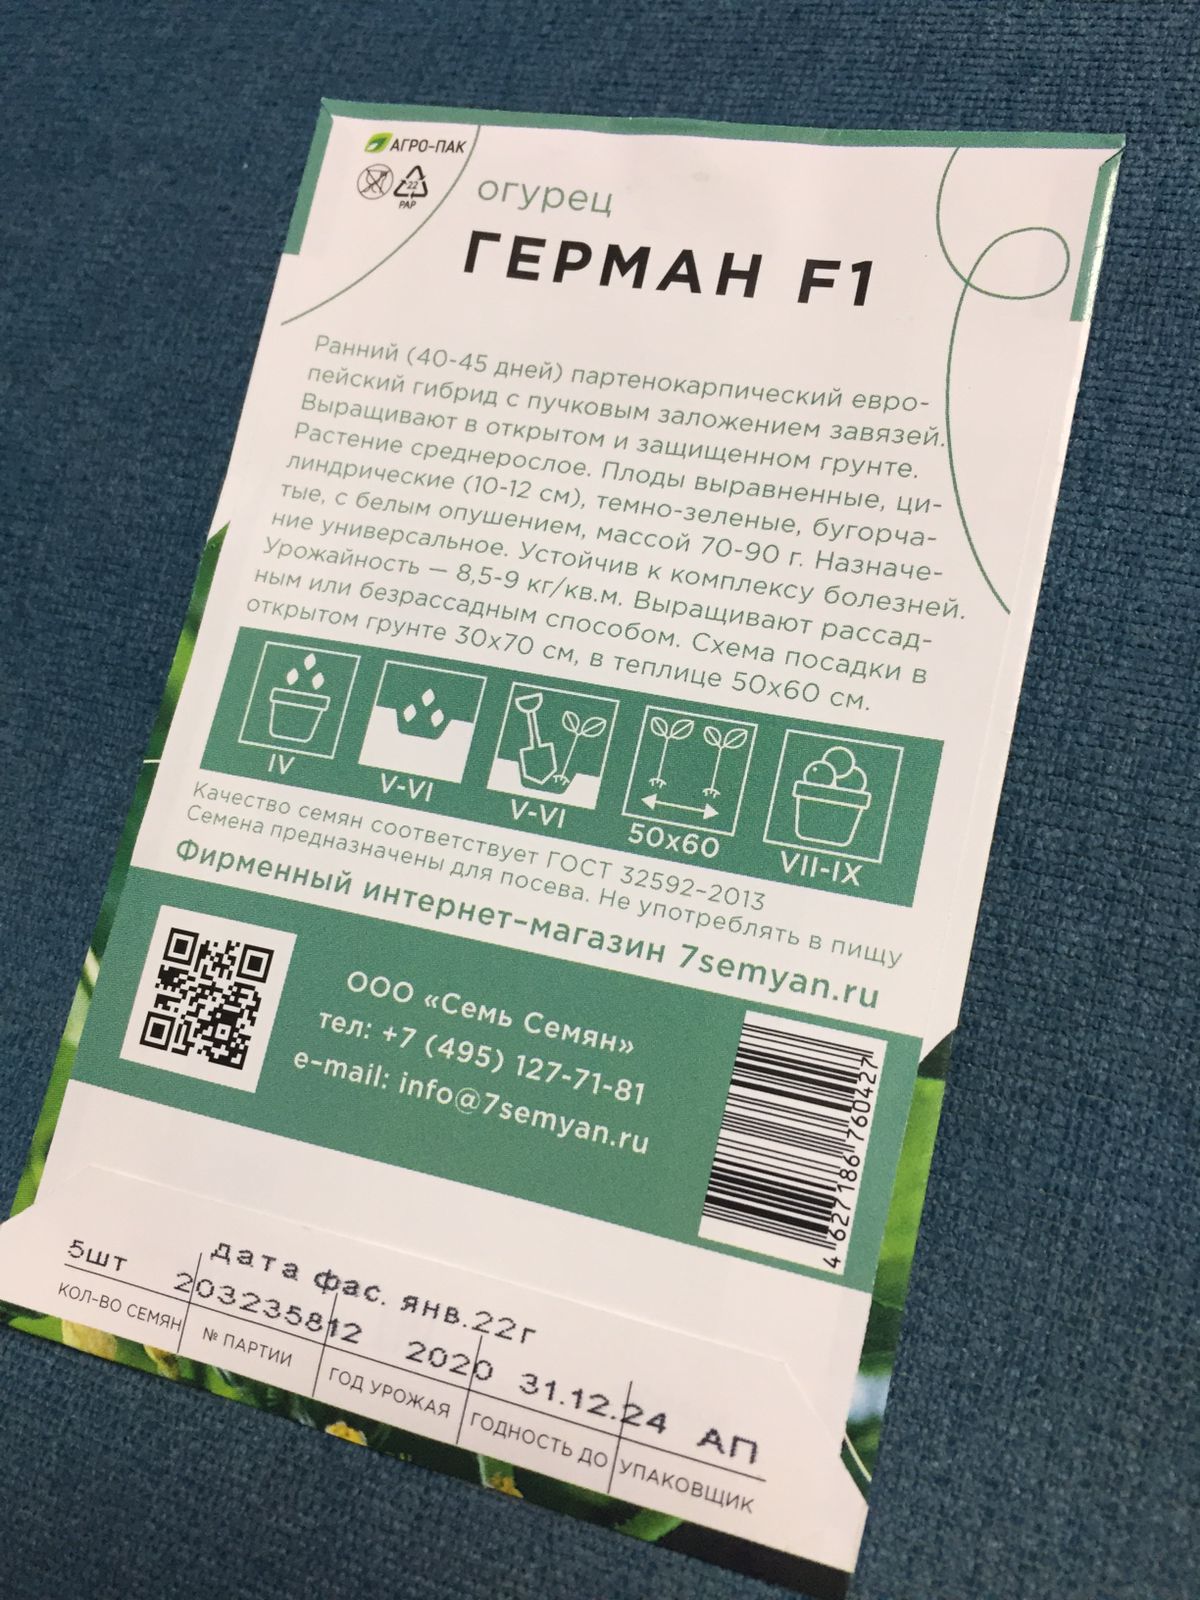 АГРО-ПАК
22
PAP
огурец
ГЕРМАН F1
Ранний (40-45 дней) партенокарпический евро-
пейский гибрид с пучковым заложением завязей.
Выращивают в открытом и защищенном грунте.
Растение среднерослое. Плоды выравненные, ци-
линдрические (10-12 см), темно-зеленые, бугорча-
тые, с белым опушением, массой 70-90 г. Назначе-
ние универсальное. Устойчив к комплексу болезней.
Урожайность — 8,5-9 кг/кв.м. Выращивают рассад-
ным или безрассадным способом. Схема посадки в
открытом грунте 30х70 см, в теплице 50х60 см.
IV V-VI V-VI 50х60 VII-IX
Качество семян соответствует ГОСТ 32592-2013
Семена предназначены для посева. Не употреблять в пищу
Фирменный интернет-магазин 7semyan.ru
ООО «Семь Семян»
тел: +7 (495) 127-71-81
e-mail: info@7semyan.ru
4 627186 760427
дата фас. янв.22г
5шт 203235812 2020 31.12.24 АП
КОЛ-ВО СЕМЯН № ПАРТИИ ГОД УРОЖАЯ ГОДНОСТЬ ДО УПАКОВЩИК